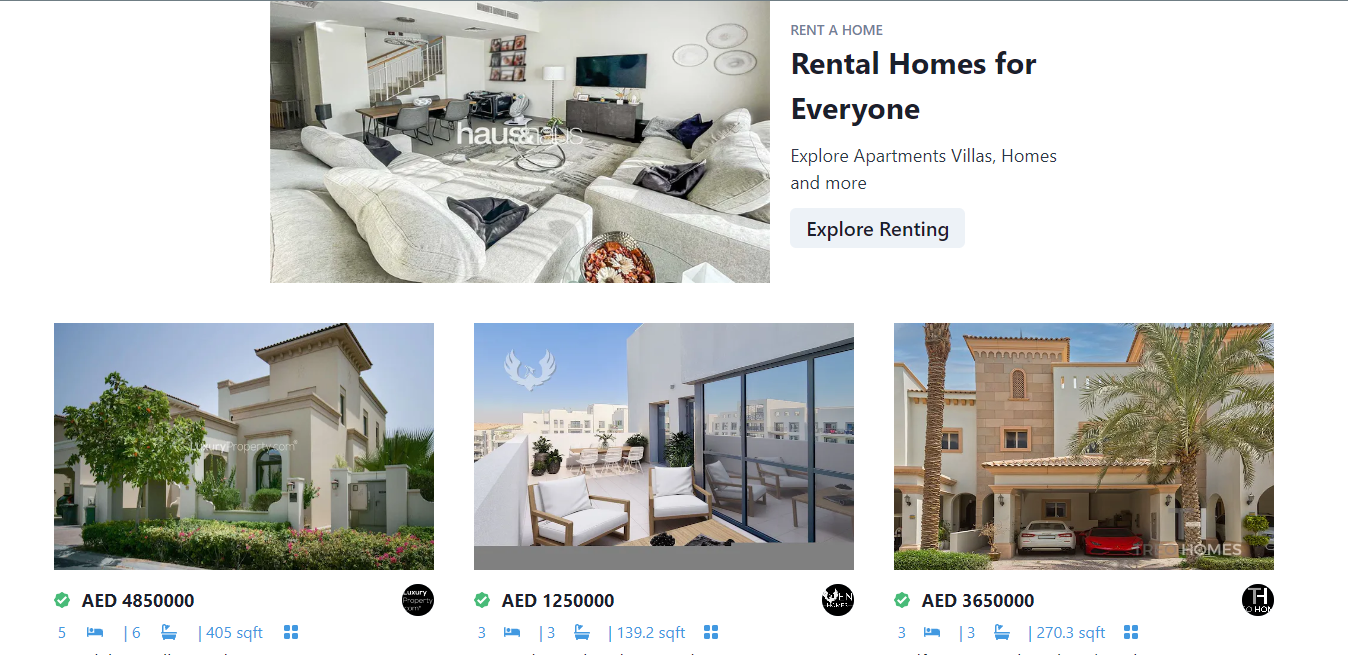 RENT A HOME
Rental Homes for
Everyone
Explore Apartments Villas, Homes
and more
Explore Renting
haus&haus
LuxuryProperty.com
HOMES
AED 4850000
Luxury
Property
.com
5 | 6 | 405 sqft
AED 1250000
HOMES
3 | 3 | 139.2 sqft
AED 3650000
TH
3 | 3 | 270.3 sqft